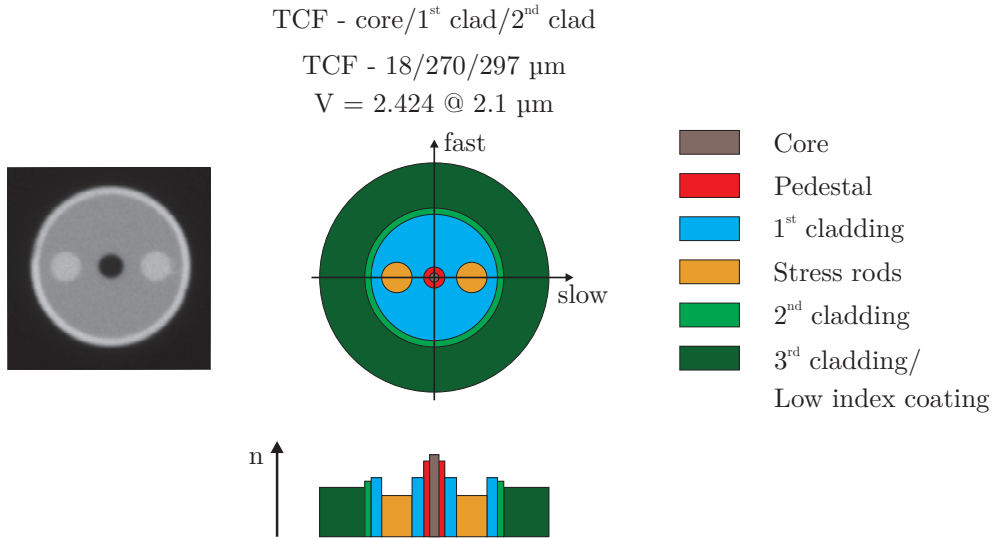 TCF - core/1st clad/2nd clad
TCF - 18/270/297 µm
V = 2.424 @ 2.1 µm
fast
slow
Core
Pedestal
1st cladding
Stress rods
2nd cladding
3rd cladding/
Low index coating
n